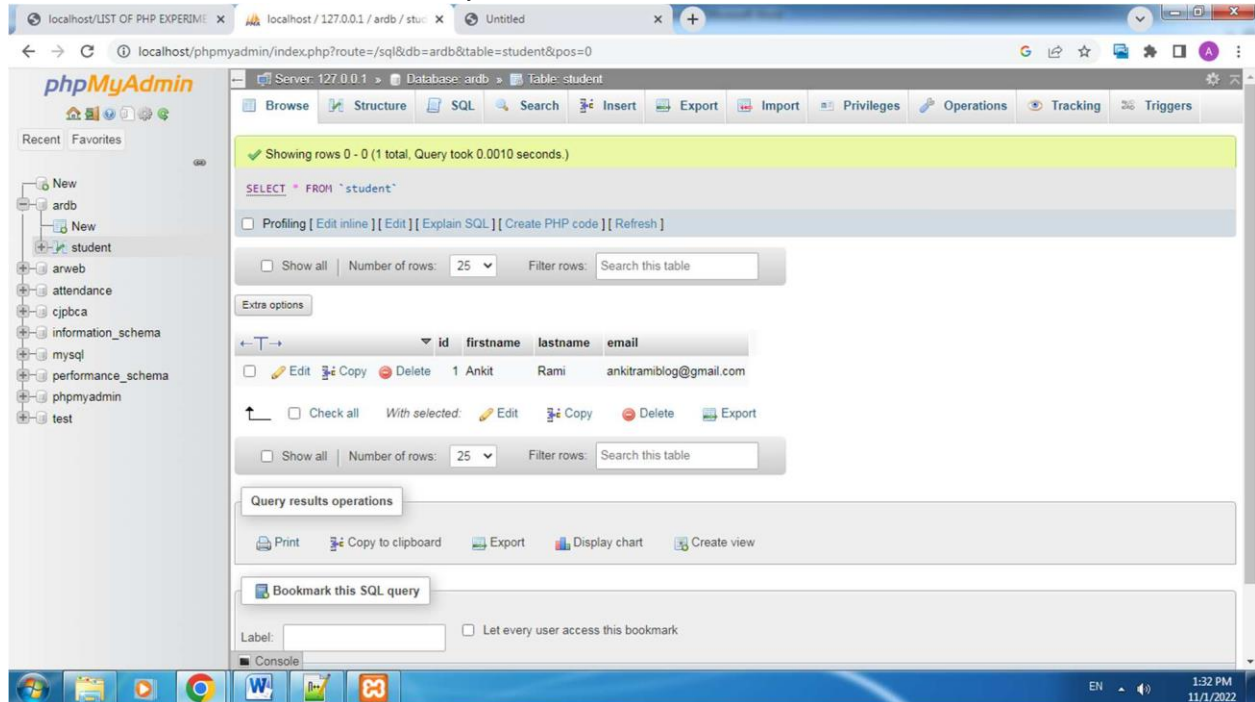 localhost/LIST OF PHP EXPERIME
localhost / 127.0.0.1 / ardb / stud
Untitled
localhost/phpmyadmin/index.php?route=/sql&db=ardb&table=student&pos=0
G
A
phpMyAdmin
Recent Favorites
New
ardb
New
student
arweb
attendance
cjpbca
information_schema
mysql
performance_schema
phpmyadmin
test
Server: 127.0.0.1 » Database: ardb » Table: student
Browse Structure SQL Search Insert Export Import Privileges Operations Tracking Triggers
Showing rows 0 - 0 (1 total, Query took 0.0010 seconds.)
SELECT * FROM `student`
Profiling [ Edit inline ] [ Edit ] [ Explain SQL ] [ Create PHP code ] [ Refresh ]
Show all | Number of rows: 25 Filter rows: Search this table
Extra options
←T→ id firstname lastname email
Edit Copy Delete 1 Ankit Rami ankitramiblog@gmail.com
Check all With selected: Edit Copy Delete Export
Show all | Number of rows: 25 Filter rows: Search this table
Query results operations
Print Copy to clipboard Export Display chart Create view
Bookmark this SQL query
Label: Let every user access this bookmark
Console
W
EN 1:32 PM
11/1/2022